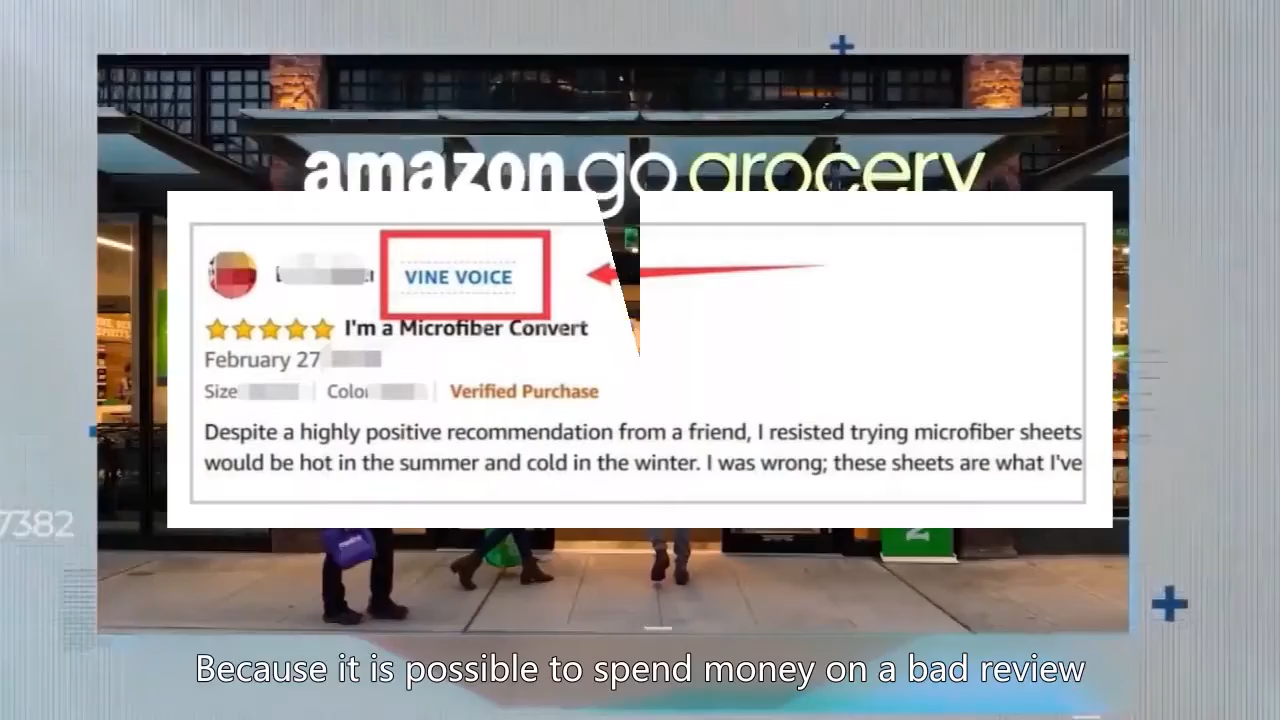 amazon go grocery
VINE VOICE
I'm a Microfiber Convert
February 27
Size
Verified Purchase
Despite a highly positive recommendation from a friend, I resisted trying microfiber sheets
would be hot in the summer and cold in the winter. I was wrong; these sheets are what I've
7382
Because it is possible to spend money on a bad review